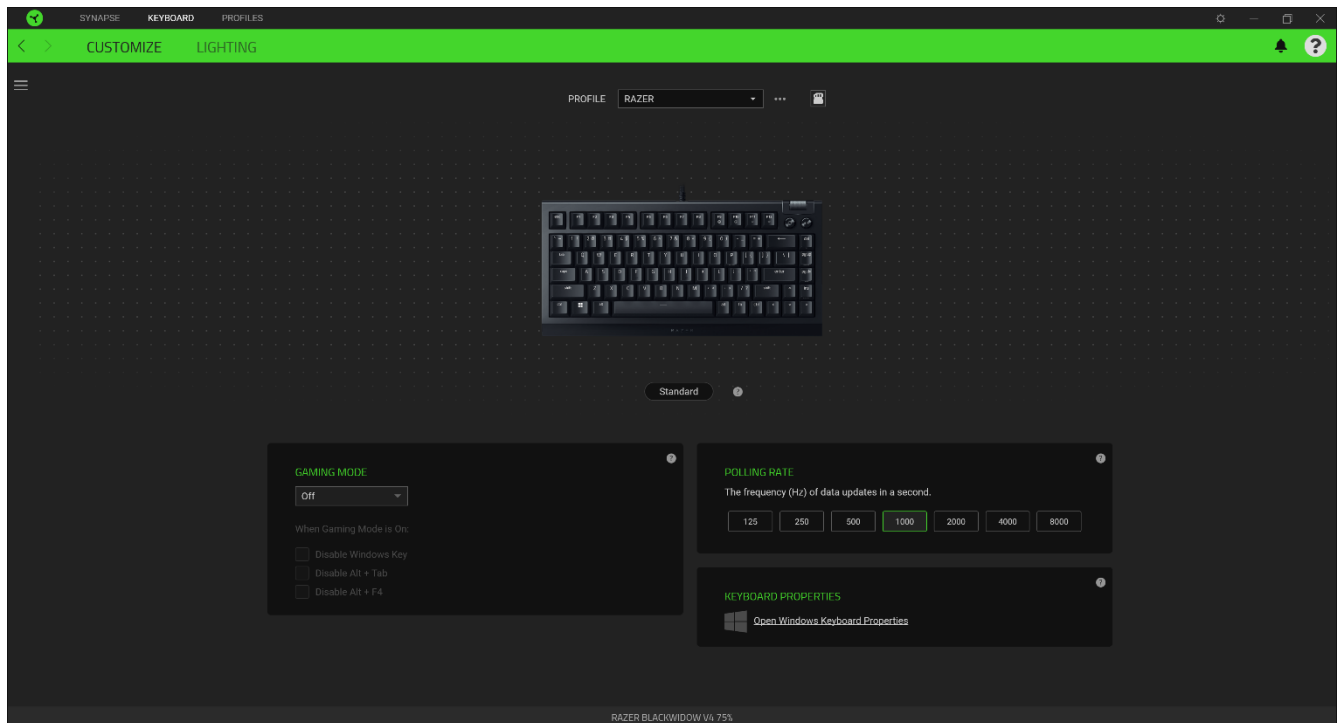 SYNAPSE KEYBOARD PROFILES
CUSTOMIZE LIGHTING
PROFILE RAZER
Standard
GAMING MODE
Off
When Gaming Mode is On:
Disable Windows Key
Disable Alt + Tab
Disable Alt + F4
POLLING RATE
The frequency (Hz) of data updates in a second.
125 250 500 1000 2000 4000 8000
KEYBOARD PROPERTIES
Open Windows Keyboard Properties
RAZER BLACKWIDOW V4 75%